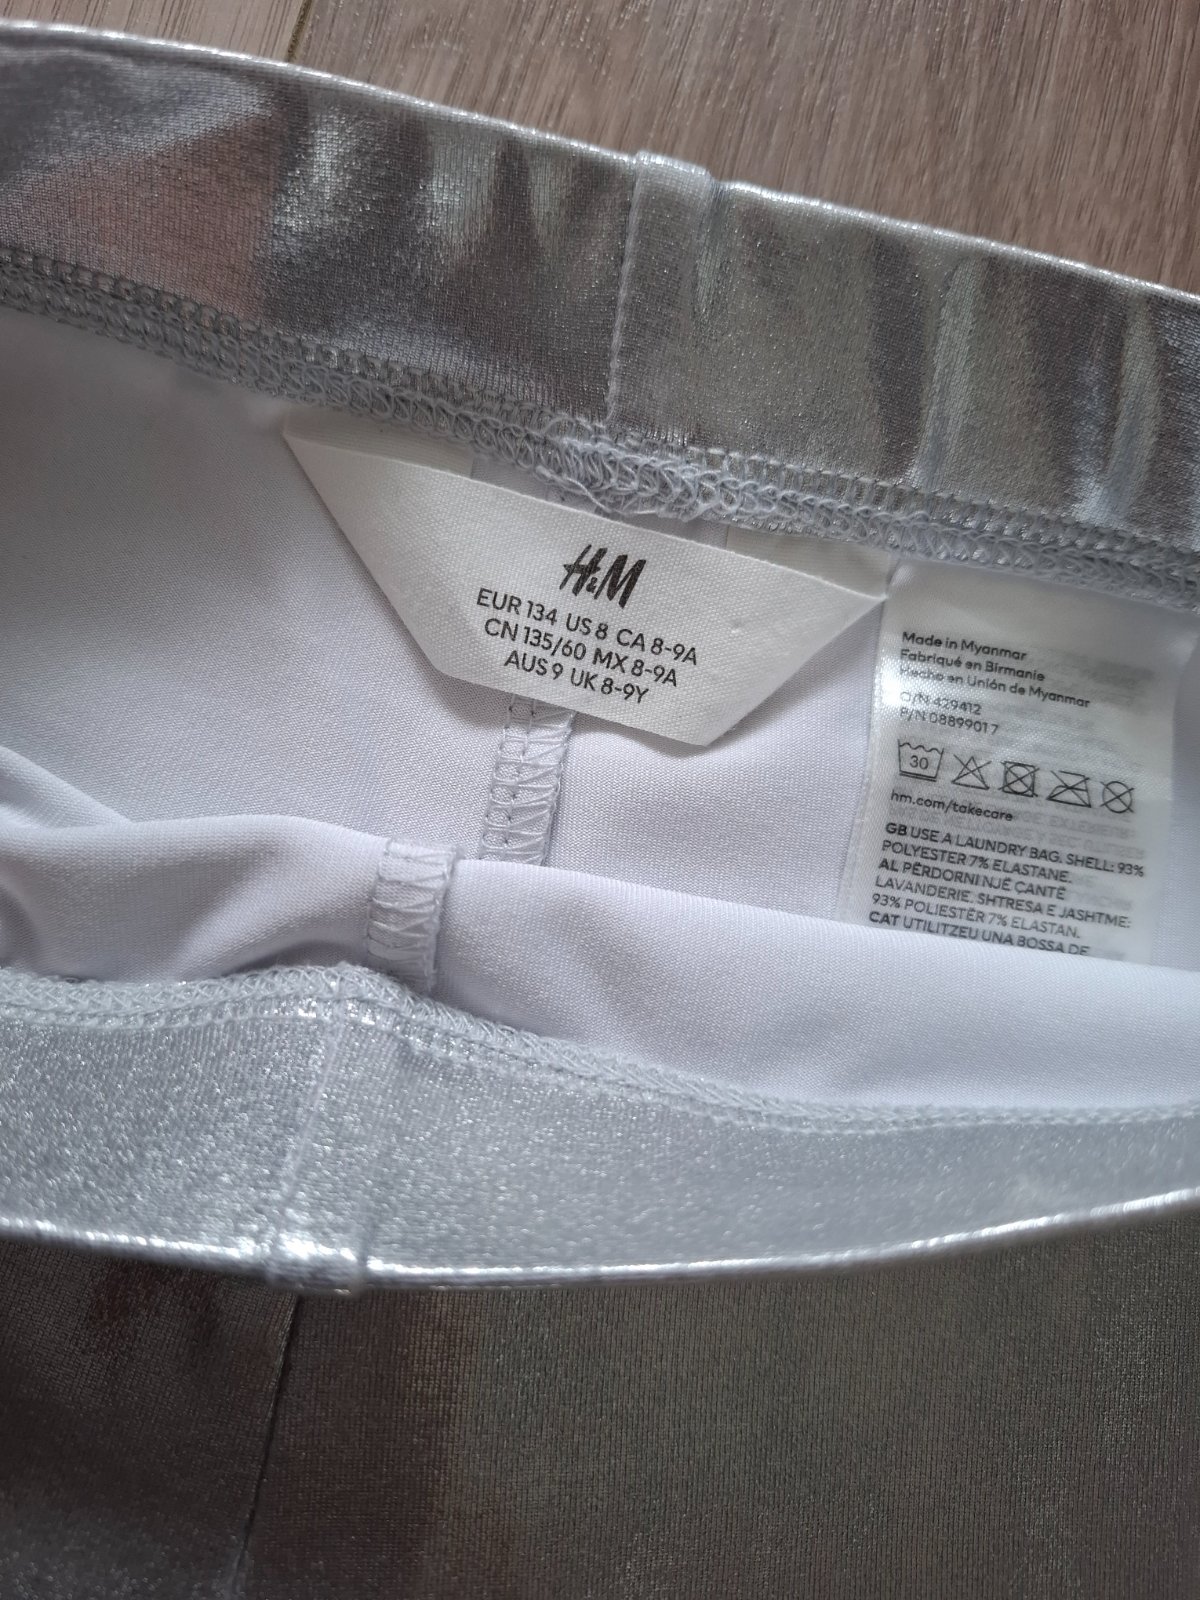 H&M
EUR 134 US 8 CA 8-9A
CN 135/60 MX 8-9A
AUS 9 UK 8-9Y
Made in Myanmar
Fabriqué en Birmanie
Hecho en Unión de Myanmar
O/N 429412
P/N 08899017
30
hm.com/takecare
GB USE A LAUNDRY BAG. SHELL: 93%
POLYESTER 7% ELASTANE.
AL PËRDORNI NJË ÇANTË
LAVANDERIE. SHTRESA E JASHTME:
93% POLIESTËR 7% ELASTAN.
CAT UTILITZEU UNA BOSSA DE